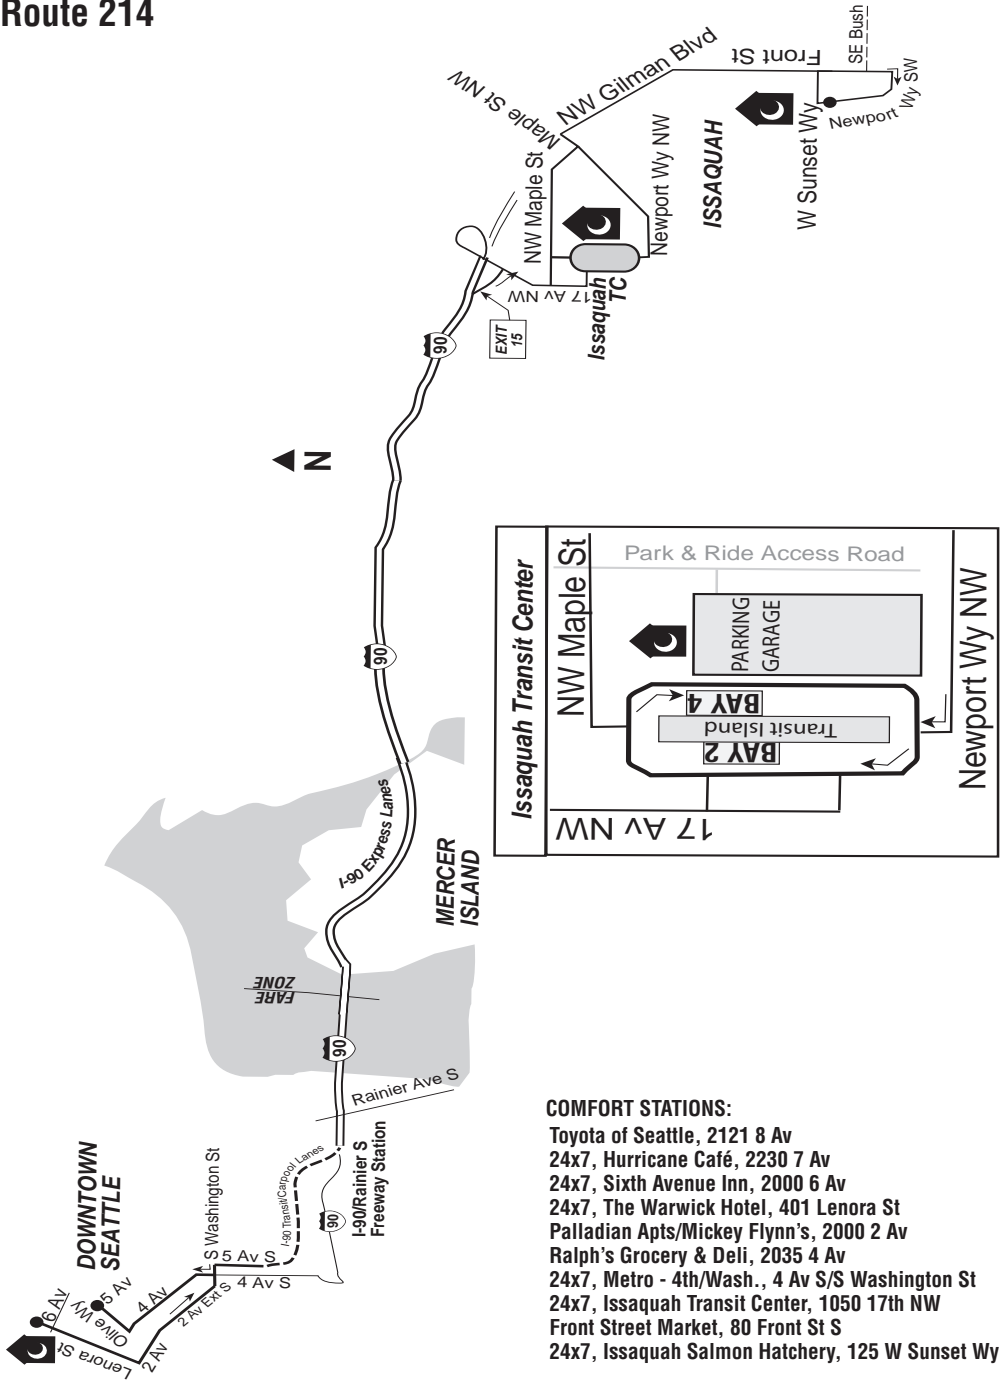 Route 214
SE Bush
Front St
NW Gilman Blvd
Maple St NW
Newport Wy SW
W Sunset Wy
ISSAQUAH
Newport Wy NW
NW Maple St
17 Av NW
Issaquah
TC
EXIT
15
90
N
90
I-90 Express Lanes
MERCER
ISLAND
FARE
ZONE
90
Rainier Ave S
I-90/Rainier S
Freeway Station
I-90 Transit/Carpool Lanes
90
DOWNTOWN
SEATTLE
S Washington St
5 Av S
4 Av S
2 Av Ext S
4 Av
5 Av
Olive Wy
6 Av
Lenora St
2 Av
Issaquah Transit Center
NW Maple St
Park & Ride Access Road
PARKING
GARAGE
BAY 4
Transit Island
BAY 2
17 Av NW
Newport Wy NW
COMFORT STATIONS:
Toyota of Seattle, 2121 8 Av
24x7, Hurricane Café, 2230 7 Av
24x7, Sixth Avenue Inn, 2000 6 Av
24x7, The Warwick Hotel, 401 Lenora St
Palladian Apts/Mickey Flynn's, 2000 2 Av
Ralph's Grocery & Deli, 2035 4 Av
24x7, Metro - 4th/Wash., 4 Av S/S Washington St
24x7, Issaquah Transit Center, 1050 17th NW
Front Street Market, 80 Front St S
24x7, Issaquah Salmon Hatchery, 125 W Sunset Wy